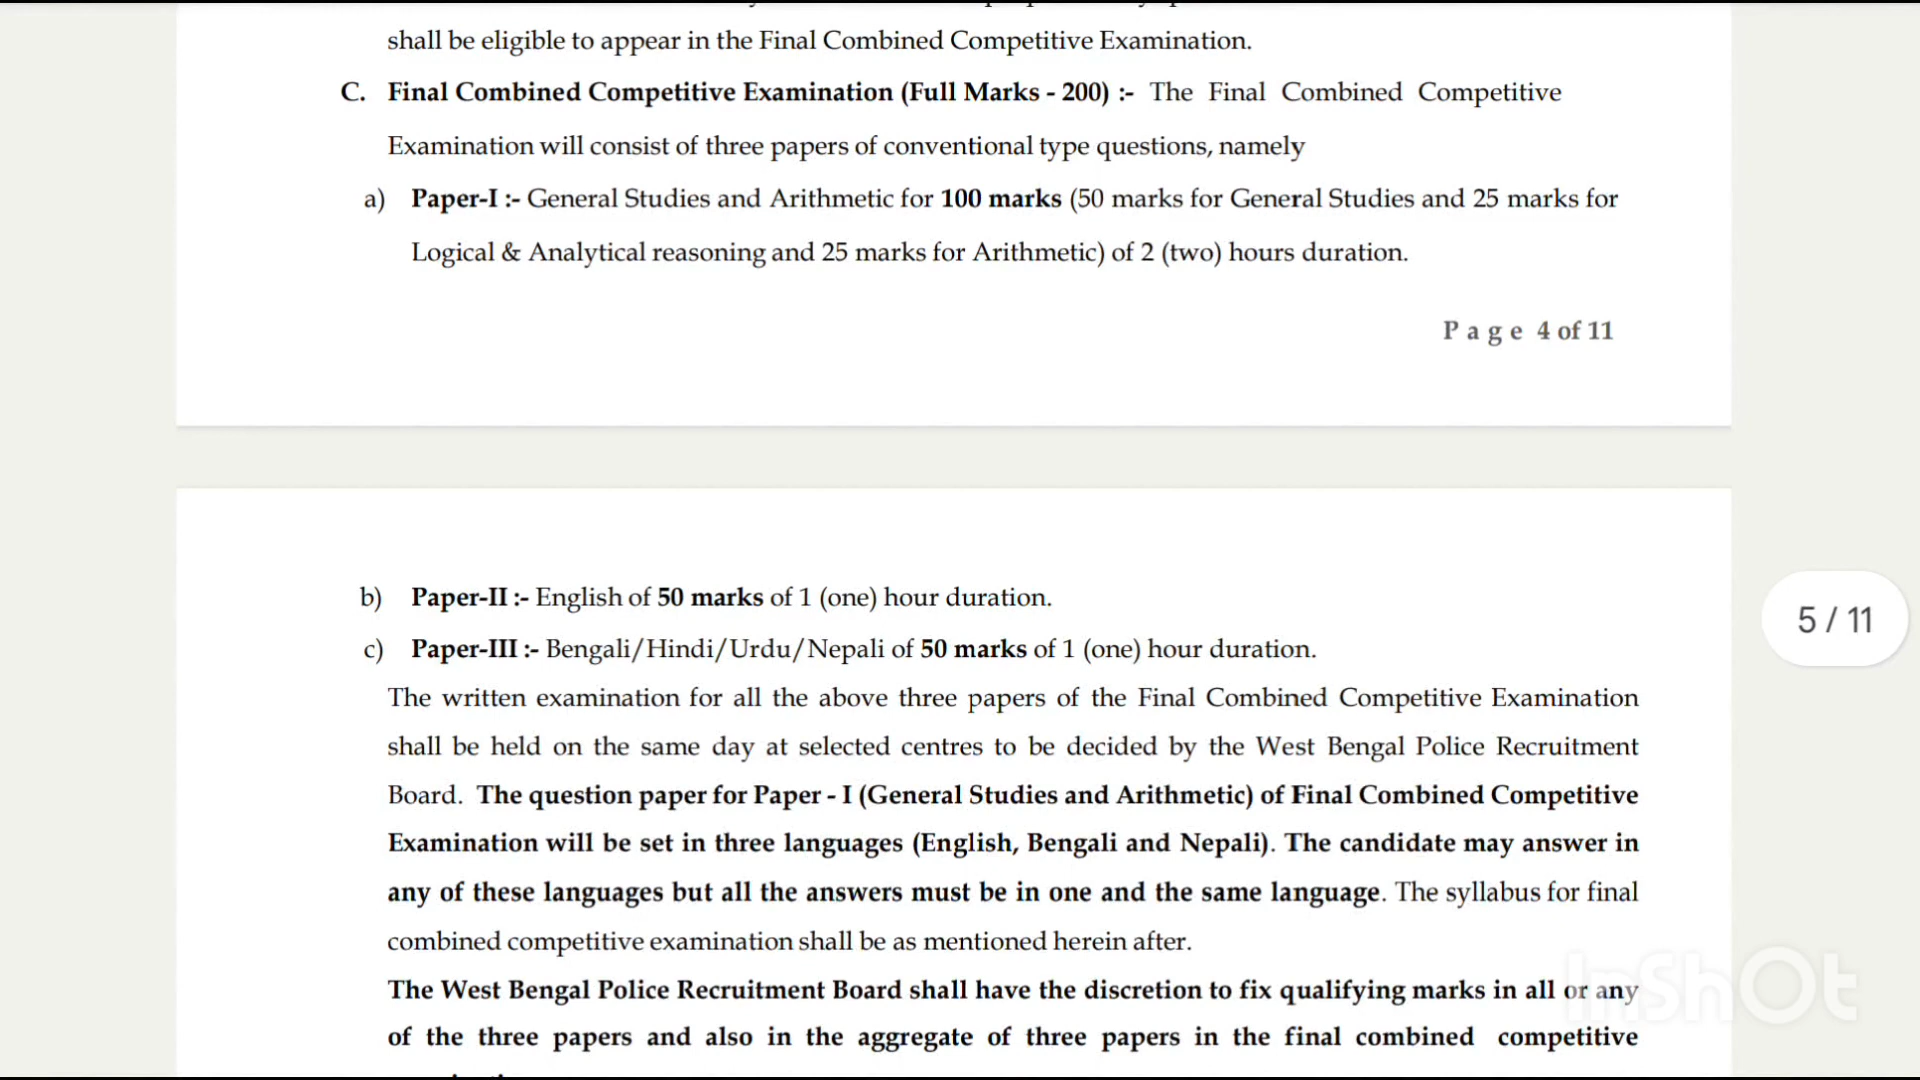 shall be eligible to appear in the Final Combined Competitive Examination.
C. Final Combined Competitive Examination (Full Marks - 200) :- The Final Combined Competitive
Examination will consist of three papers of conventional type questions, namely
a) Paper-I :- General Studies and Arithmetic for 100 marks (50 marks for General Studies and 25 marks for
Logical & Analytical reasoning and 25 marks for Arithmetic) of 2 (two) hours duration.
P a g e 4 of 11
b) Paper-II :- English of 50 marks of 1 (one) hour duration.
5 / 11
c) Paper-III :- Bengali/Hindi/Urdu/Nepali of 50 marks of 1 (one) hour duration.
The written examination for all the above three papers of the Final Combined Competitive Examination
shall be held on the same day at selected centres to be decided by the West Bengal Police Recruitment
Board. The question paper for Paper - I (General Studies and Arithmetic) of Final Combined Competitive
Examination will be set in three languages (English, Bengali and Nepali). The candidate may answer in
any of these languages but all the answers must be in one and the same language. The syllabus for final
combined competitive examination shall be as mentioned herein after.
The West Bengal Police Recruitment Board shall have the discretion to fix qualifying marks in all or any
InShOt
of the three papers and also in the aggregate of three papers in the final combined competitive